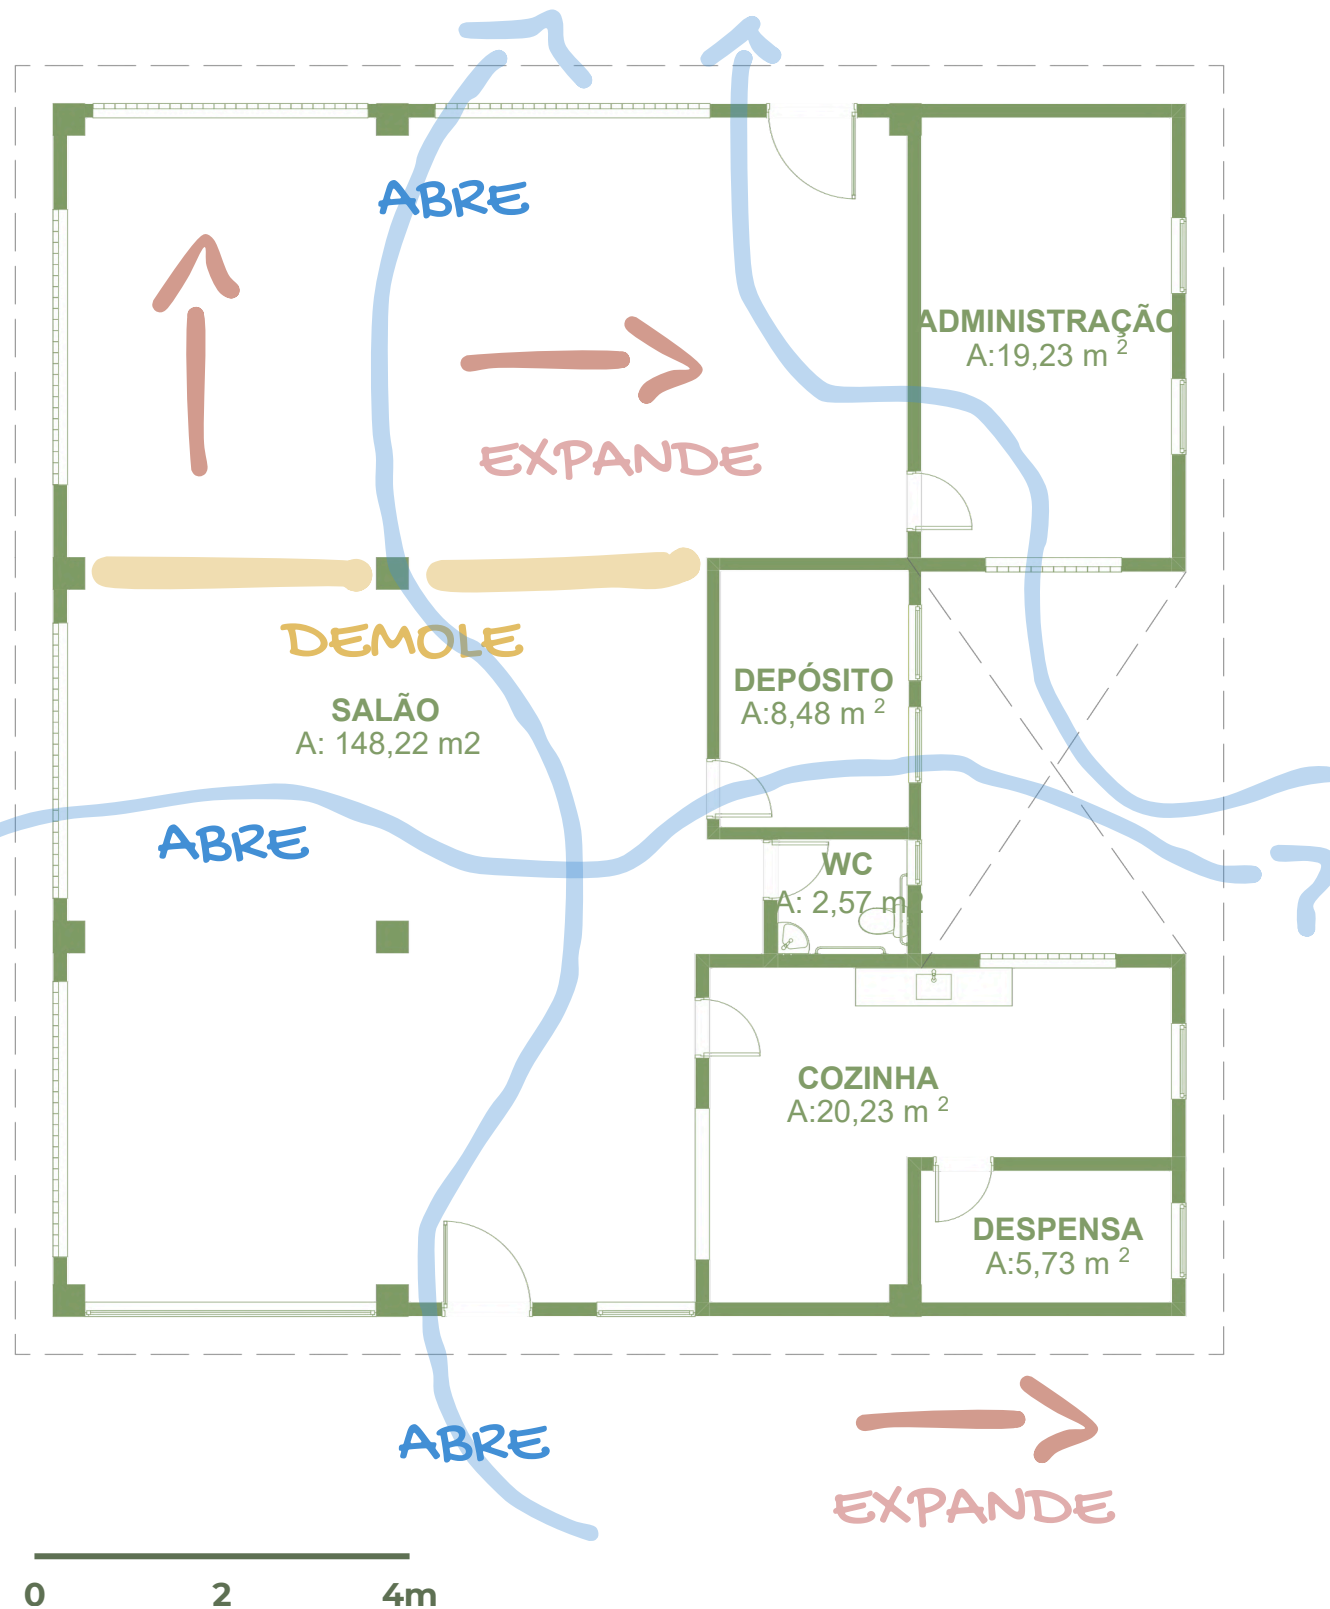 ABRE
ADMINISTRAÇÃO
A:19,23 m ²
EXPANDE
DEMOLE
DEPÓSITO
A:8,48 m ²
SALÃO
A: 148,22 m2
ABRE
WC
A: 2,57 m2
COZINHA
A:20,23 m ²
DESPENSA
A:5,73 m ²
ABRE
EXPANDE
0 2 4m